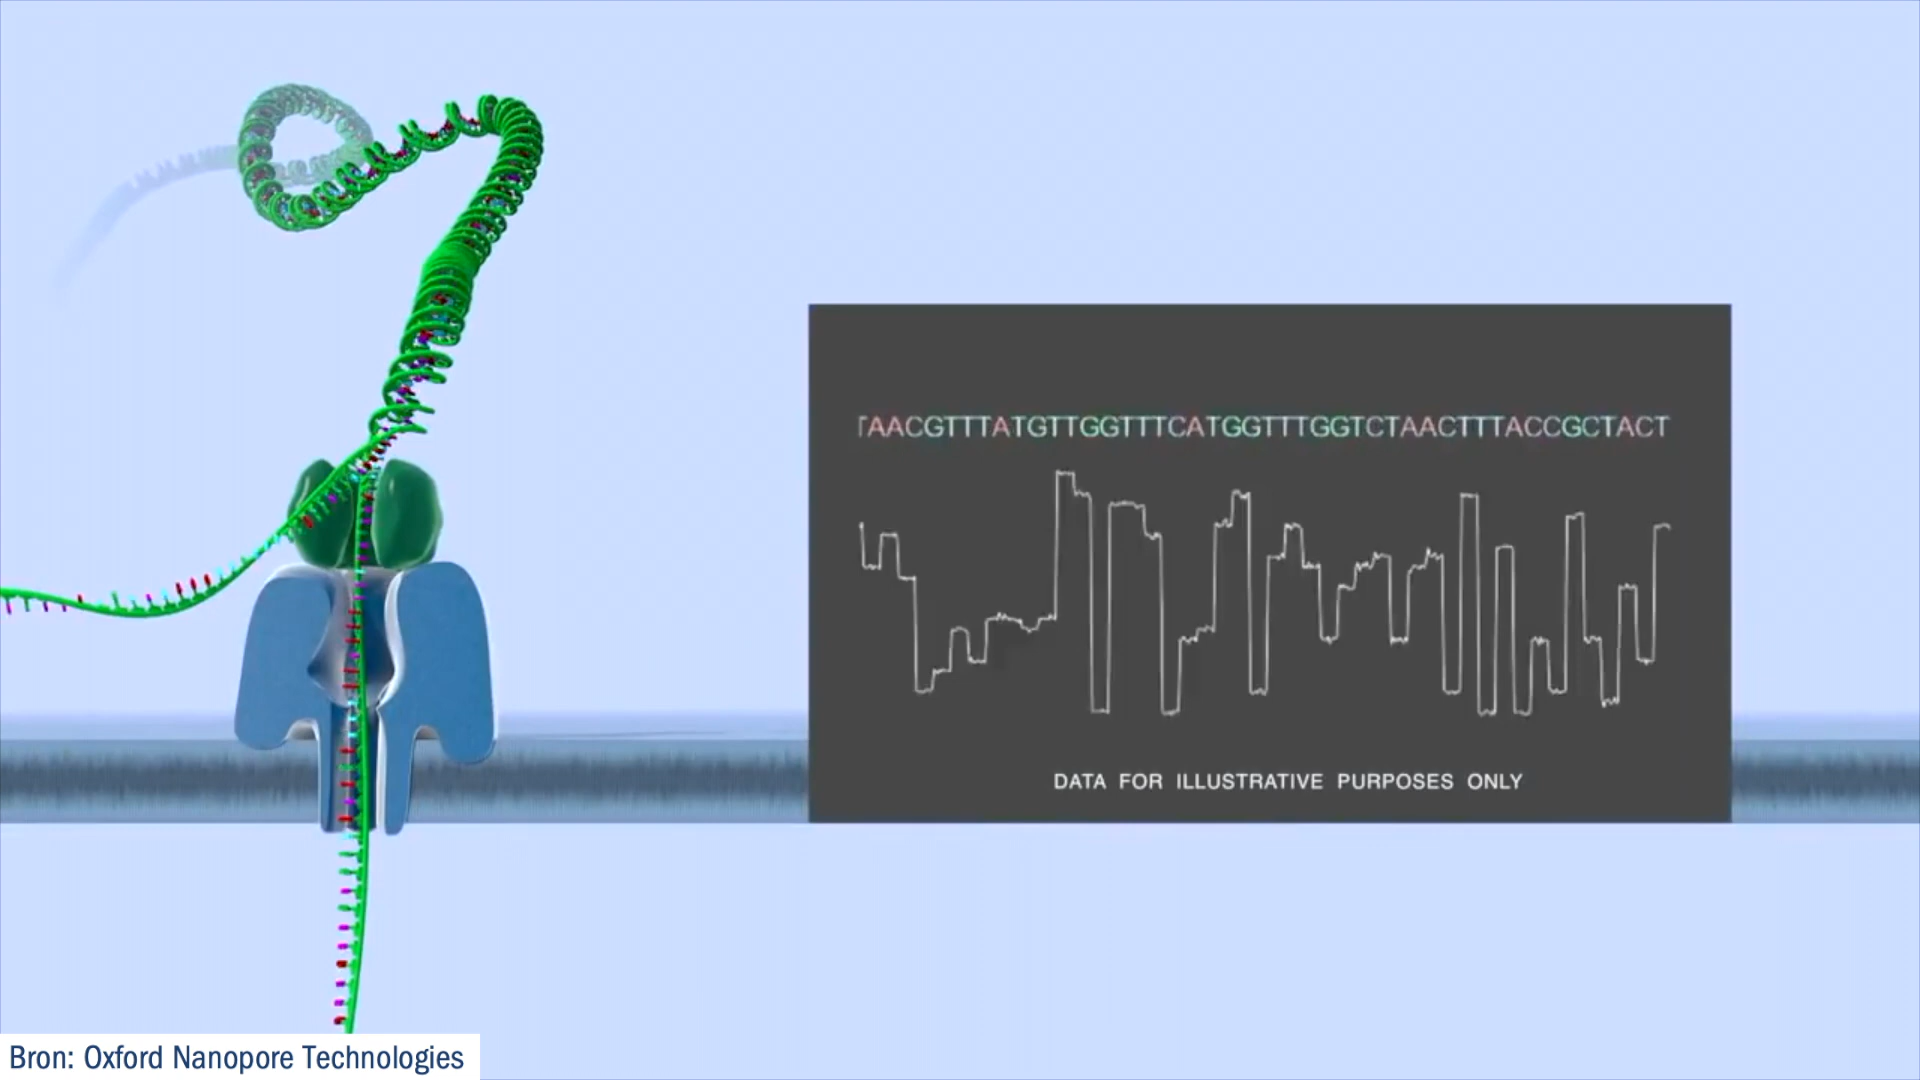 TAACGTTTATGTTGGTTTCATGGTTTGGTCTAACTTTACCGCTACT
DATA FOR ILLUSTRATIVE PURPOSES ONLY
Bron: Oxford Nanopore Technologies